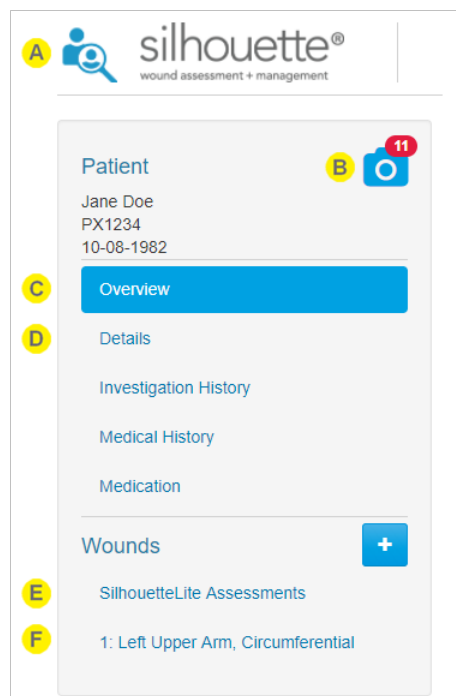 A
silhouette®
wound assessment + management
Patient
B
11
Jane Doe
PX1234
10-08-1982
C
Overview
D
Details
Investigation History
Medical History
Medication
Wounds
+
E
SilhouetteLite Assessments
F
1: Left Upper Arm, Circumferential